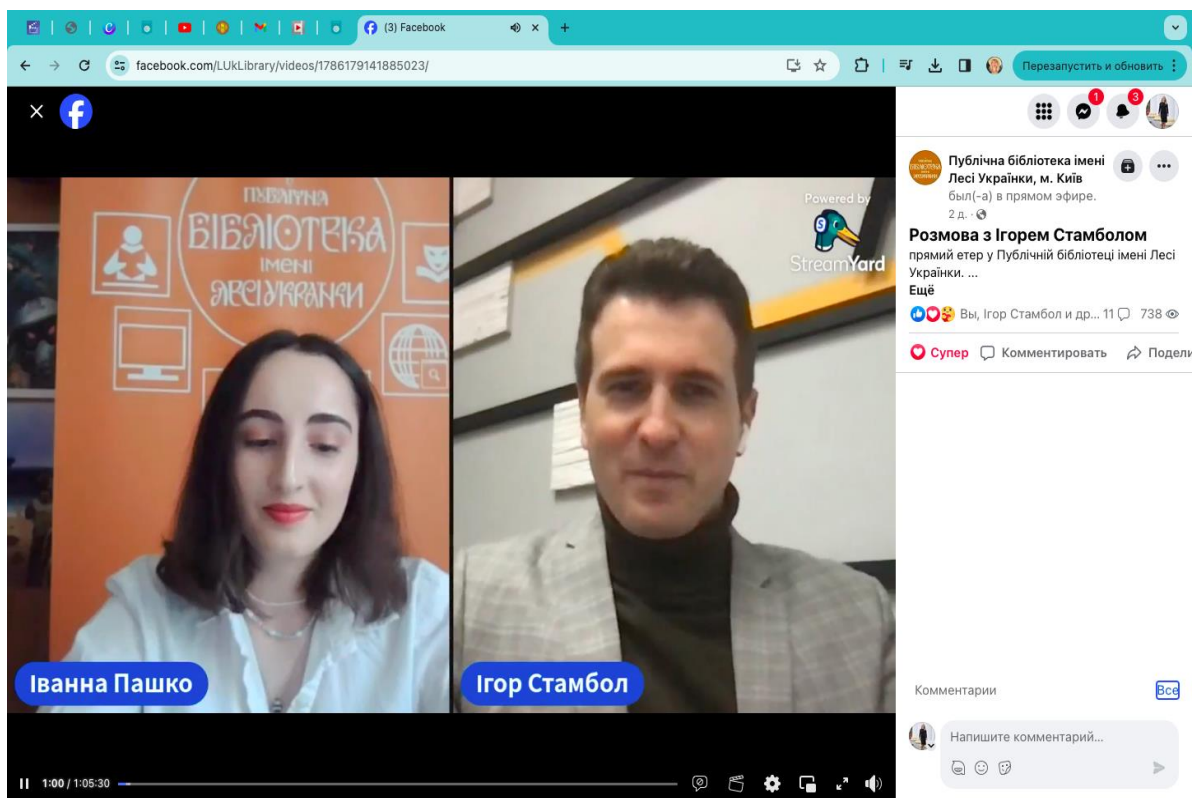 (3) Facebook
facebook.com/LUkLibrary/videos/1786179141885023/
Перезапустить и обновить
1
3
Публічна бібліотека імені
Лесі Українки, м. Київ
был(-а) в прямом эфире.
2 д.
Розмова з Ігорем Стамболом
прямий етер у Публічній бібліотеці імені Лесі
Українки. ...
Ещё
Вы, Ігор Стамбол и др... 11 738
Супер Комментировать Подели
ПУБЛІЧНА
БІБЛІОТЕКА
ІМЕНІ
ЛЕСІ УКРАЇНКИ
Powered by
S
StreamYard
Іванна Пашко
Ігор Стамбол
Комментарии Все
Напишите комментарий...
1:00 / 1:05:30